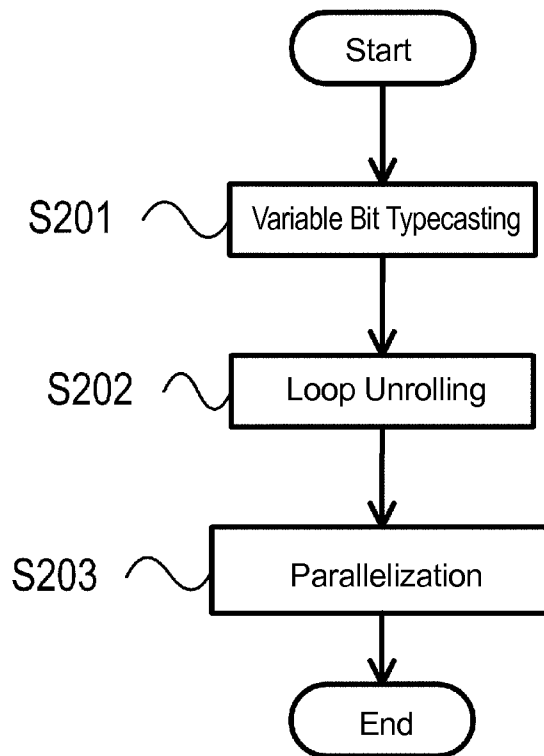 Start
S201
Variable Bit Typecasting
S202
Loop Unrolling
S203
Parallelization
End